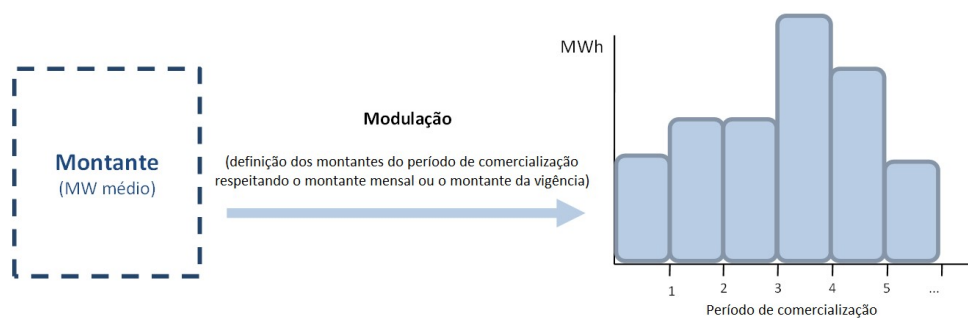 Montante
(MW médio)
Modulação
(definição dos montantes do período de comercialização
respeitando o montante mensal ou o montante da vigência)
MWh
1 2 3 4 5 ...
Período de comercialização